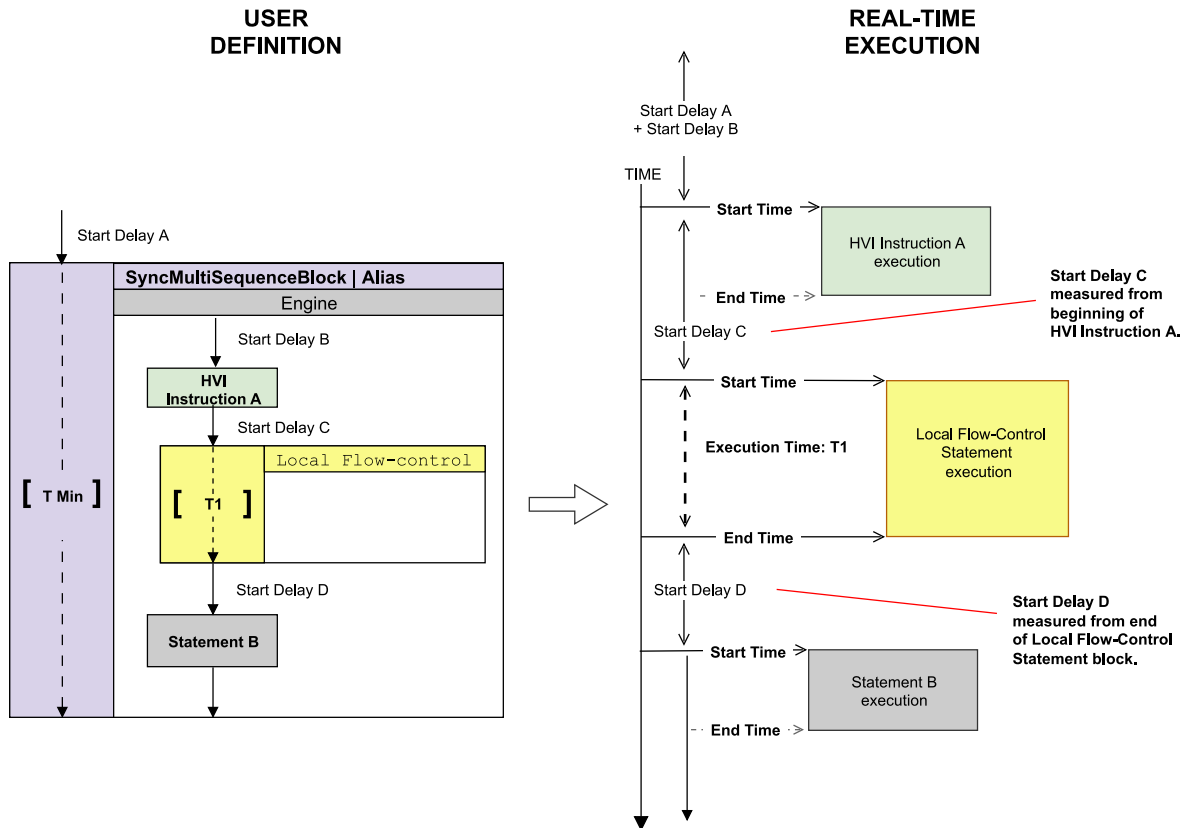 USER
DEFINITION
Start Delay A
SyncMultiSequenceBlock | Alias
Engine
Start Delay B
HVI
Instruction A
Start Delay C
Local Flow-control
[ T Min ]
[ T1 ]
Start Delay D
Statement B
REAL-TIME
EXECUTION
Start Delay A
+ Start Delay B
TIME
Start Time
HVI Instruction A
execution
End Time
Start Delay C
Start Delay C
measured from
beginning of
HVI Instruction A.
Start Time
Execution Time: T1
Local Flow-Control
Statement
execution
End Time
Start Delay D
Start Delay D
measured from end
of Local Flow-Control
Statement block.
Start Time
Statement B
execution
End Time